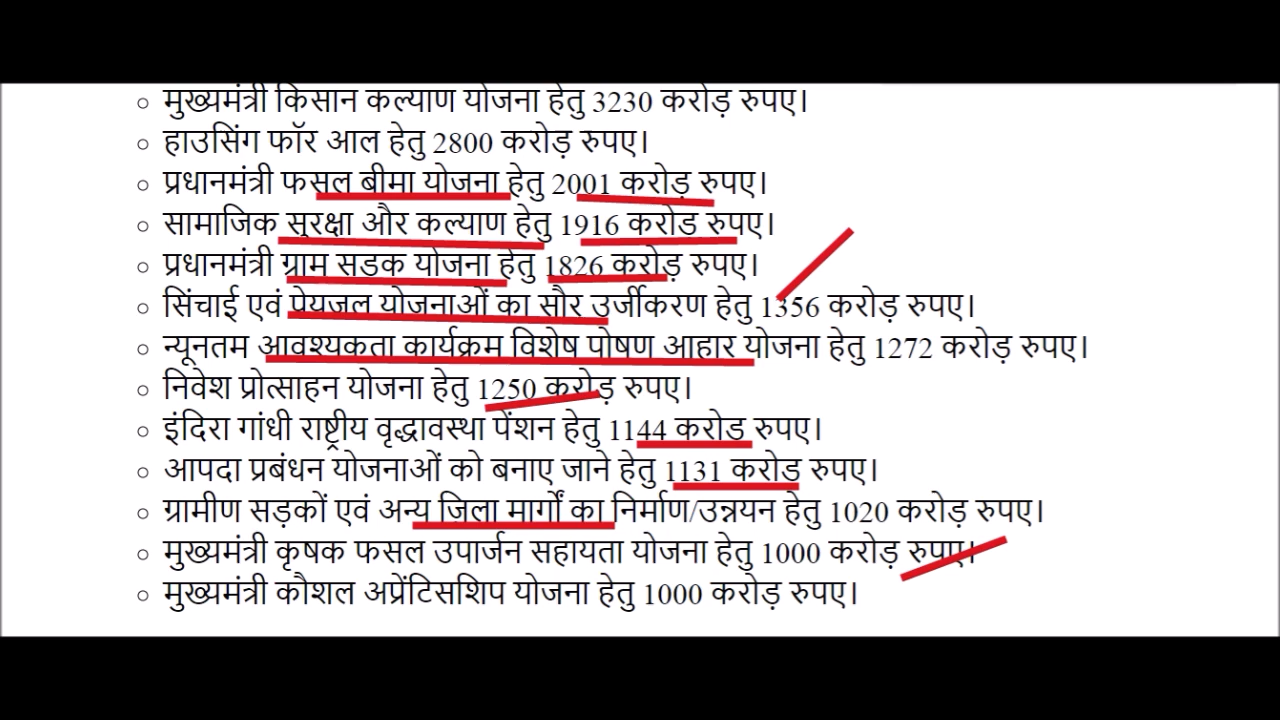 मुख्यमंत्री किसान कल्याण योजना हेतु 3230 करोड़ रुपए।
हाउसिंग फॉर आल हेतु 2800 करोड़ रुपए।
प्रधानमंत्री फसल बीमा योजना हेतु 2001 करोड़ रुपए।
सामाजिक सुरक्षा और कल्याण हेतु 1916 करोड़ रुपए।
प्रधानमंत्री ग्राम सड़क योजना हेतु 1826 करोड़ रुपए।
सिंचाई एवं पेयजल योजनाओं का सौर उर्जीकरण हेतु 1356 करोड़ रुपए।
न्यूनतम आवश्यकता कार्यक्रम विशेष पोषण आहार योजना हेतु 1272 करोड़ रुपए।
निवेश प्रोत्साहन योजना हेतु 1250 करोड़ रुपए।
इंदिरा गांधी राष्ट्रीय वृद्धावस्था पेंशन हेतु 1144 करोड़ रुपए।
आपदा प्रबंधन योजनाओं को बनाए जाने हेतु 1131 करोड़ रुपए।
ग्रामीण सड़कों एवं अन्य जिला मार्गों का निर्माण/उन्नयन हेतु 1020 करोड़ रुपए।
मुख्यमंत्री कृषक फसल उपार्जन सहायता योजना हेतु 1000 करोड़ रुपाए।
मुख्यमंत्री कौशल अप्रेंटिसशिप योजना हेतु 1000 करोड़ रुपए।